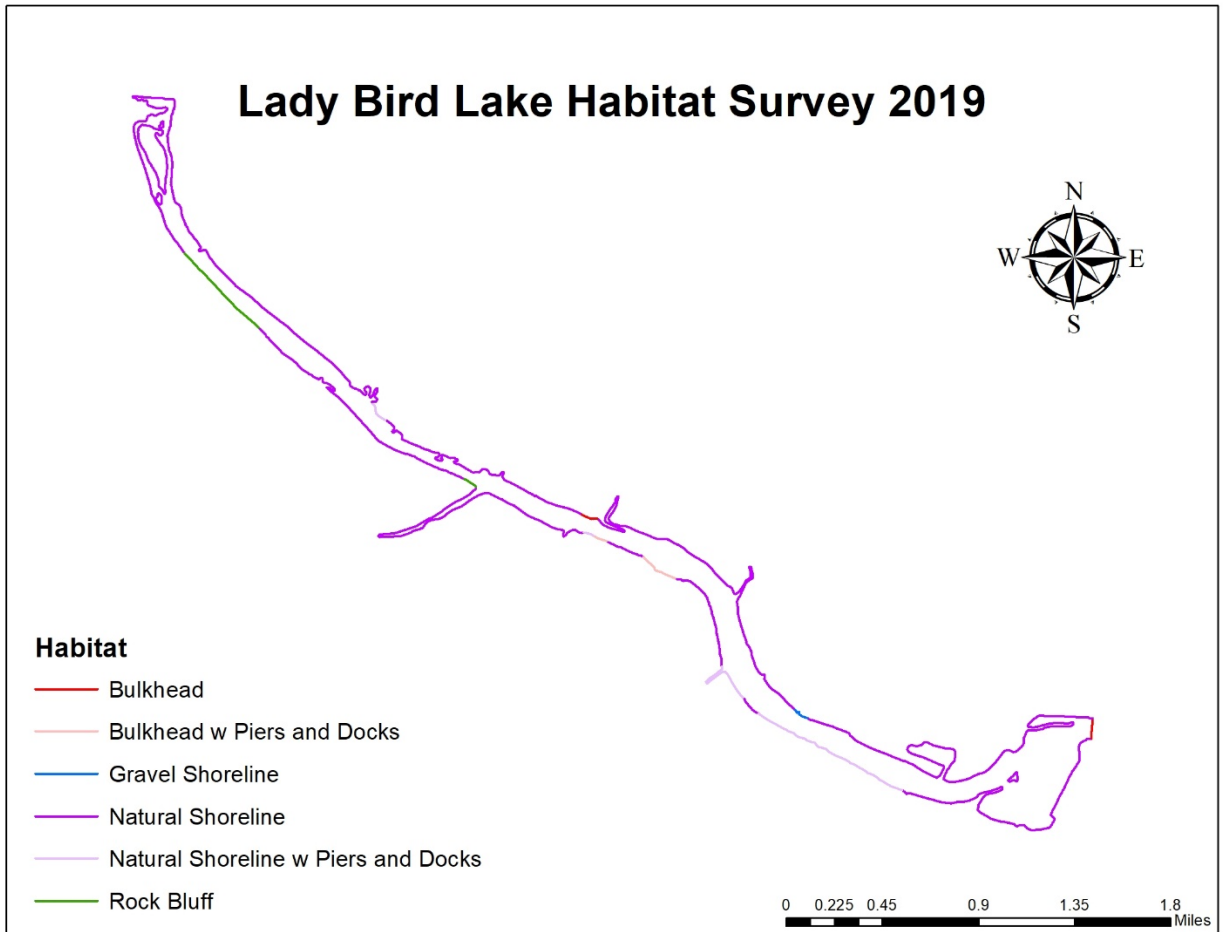 Lady Bird Lake Habitat Survey 2019
N
W E
S
Habitat
Bulkhead
Bulkhead w Piers and Docks
Gravel Shoreline
Natural Shoreline
Natural Shoreline w Piers and Docks
Rock Bluff
0 0.225 0.45 0.9 1.35 1.8
Miles